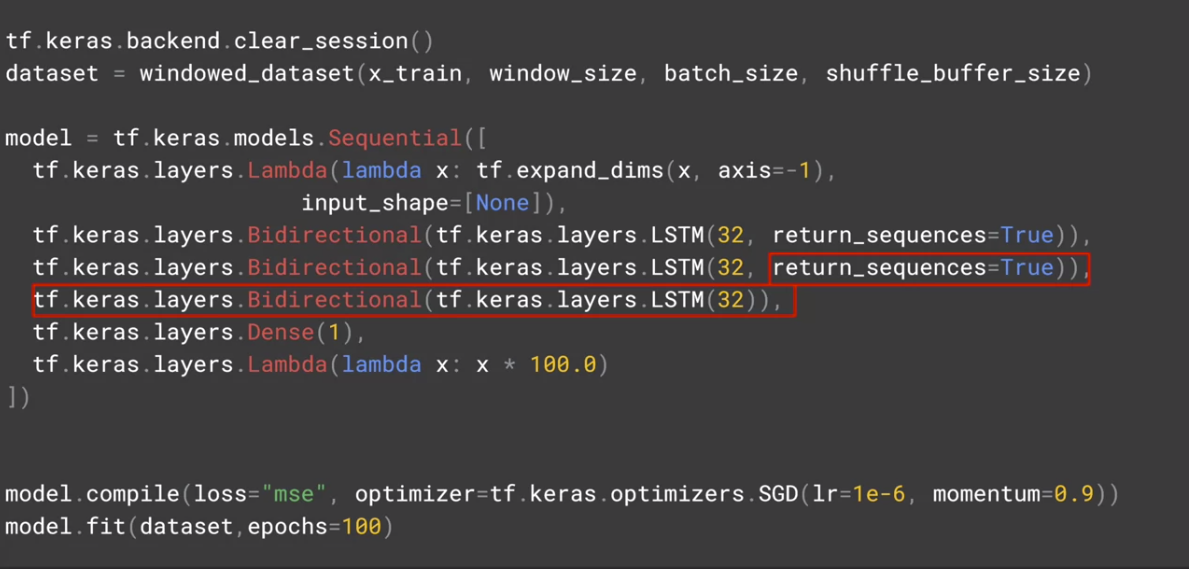 tf.keras.backend.clear_session()
dataset = windowed_dataset(x_train, window_size, batch_size, shuffle_buffer_size)
model = tf.keras.models.Sequential([
tf.keras.layers.Lambda(lambda x: tf.expand_dims(x, axis=-1),
input_shape=[None]),
tf.keras.layers.Bidirectional(tf.keras.layers.LSTM(32, return_sequences=True)),
tf.keras.layers.Bidirectional(tf.keras.layers.LSTM(32, return_sequences=True)),
tf.keras.layers.Bidirectional(tf.keras.layers.LSTM(32)),
tf.keras.layers.Dense(1),
tf.keras.layers.Lambda(lambda x: x * 100.0)
])
model.compile(loss="mse", optimizer=tf.keras.optimizers.SGD(lr=1e-6, momentum=0.9))
model.fit(dataset,epochs=100)